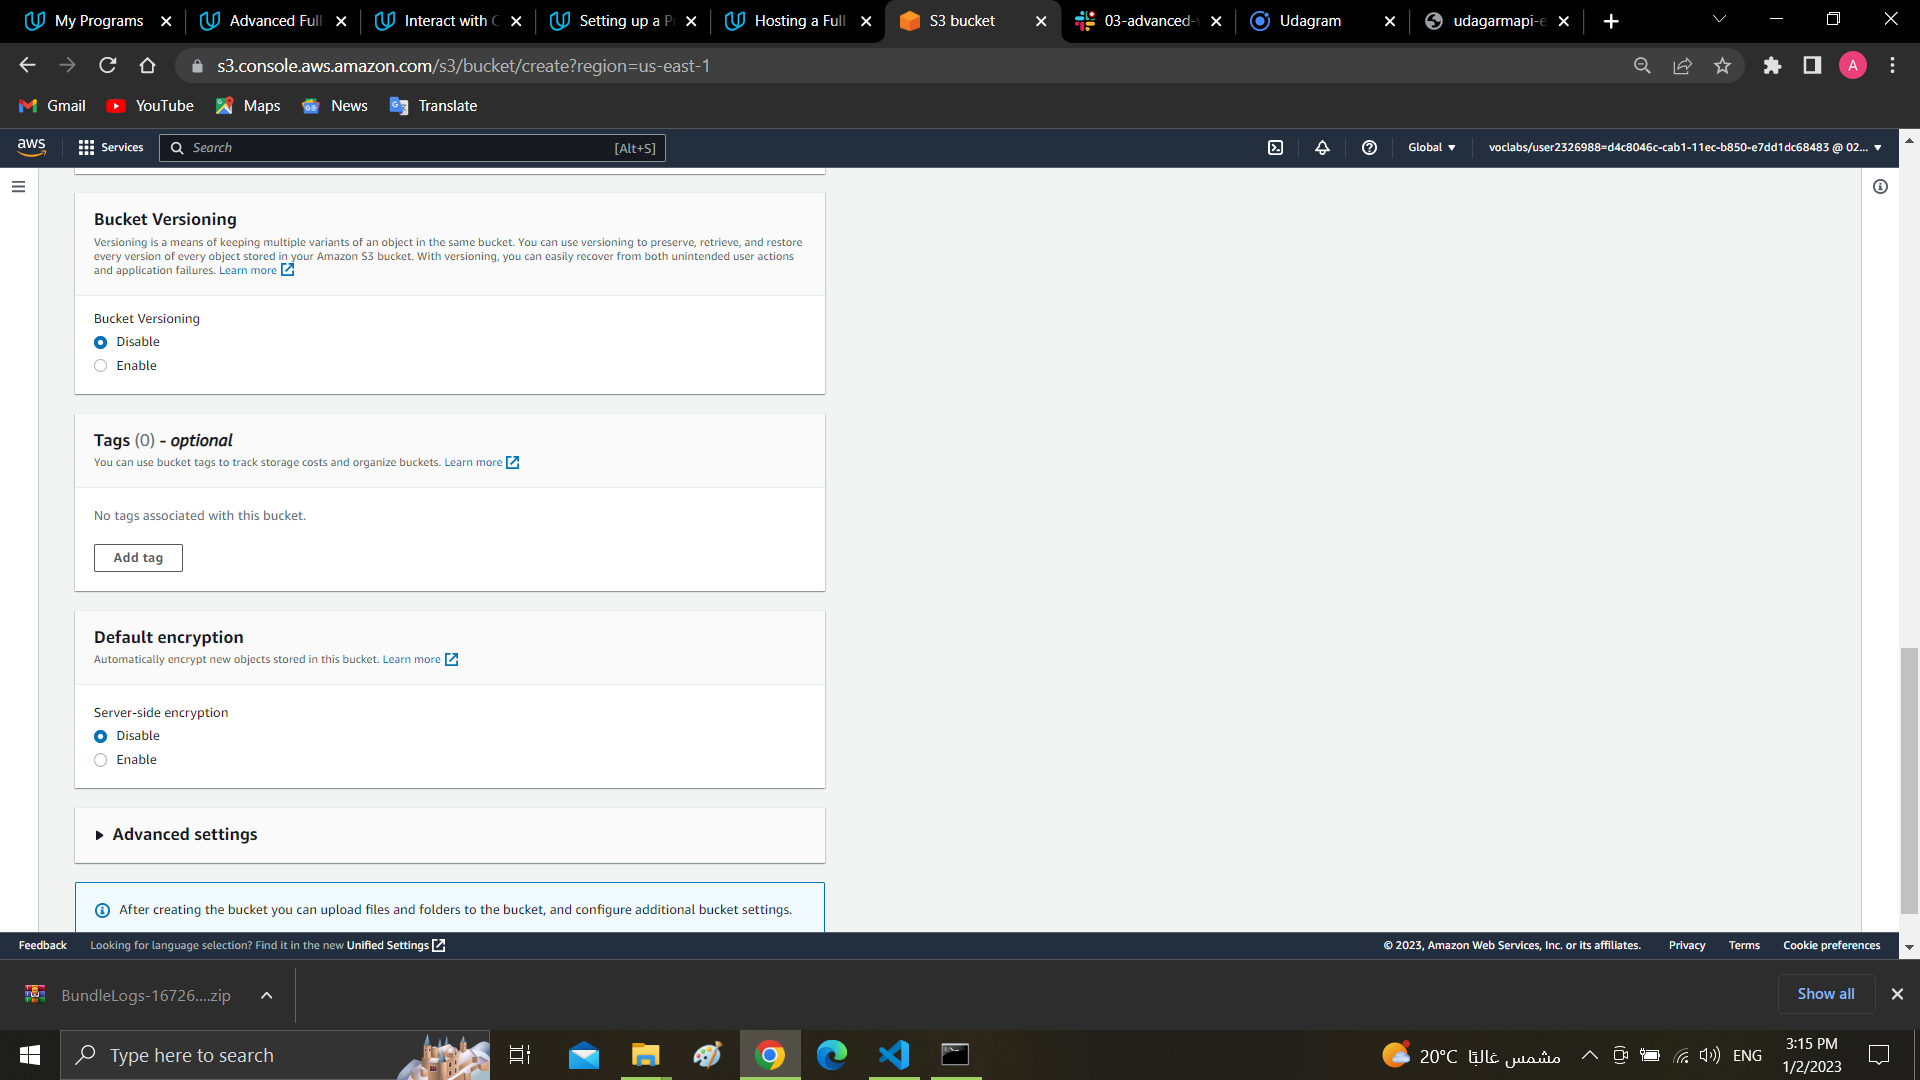 My Programs
Advanced Full
Interact with C
Setting up a P
Hosting a Full
S3 bucket
03-advanced-
Udagram
udagarmapi-e
s3.console.aws.amazon.com/s3/bucket/create?region=us-east-1
A
Gmail
YouTube
Maps
News
Translate
aws
Services
Search
[Alt+S]
Global
voclabs/user2326988=d4c8046c-cab1-11ec-b850-e7dd1dc68483 @ 02...
Bucket Versioning
Versioning is a means of keeping multiple variants of an object in the same bucket. You can use versioning to preserve, retrieve, and restore
every version of every object stored in your Amazon S3 bucket. With versioning, you can easily recover from both unintended user actions
and application failures. Learn more
Bucket Versioning
Disable
Enable
Tags (0) - optional
You can use bucket tags to track storage costs and organize buckets. Learn more
No tags associated with this bucket.
Add tag
Default encryption
Automatically encrypt new objects stored in this bucket. Learn more
Server-side encryption
Disable
Enable
Advanced settings
After creating the bucket you can upload files and folders to the bucket, and configure additional bucket settings.
Feedback
Looking for language selection? Find it in the new Unified Settings
© 2023, Amazon Web Services, Inc. or its affiliates.
Privacy
Terms
Cookie preferences
BundleLogs-16726....zip
Show all
Type here to search
20°C مشمس غالبًا
ENG
3:15 PM
1/2/2023